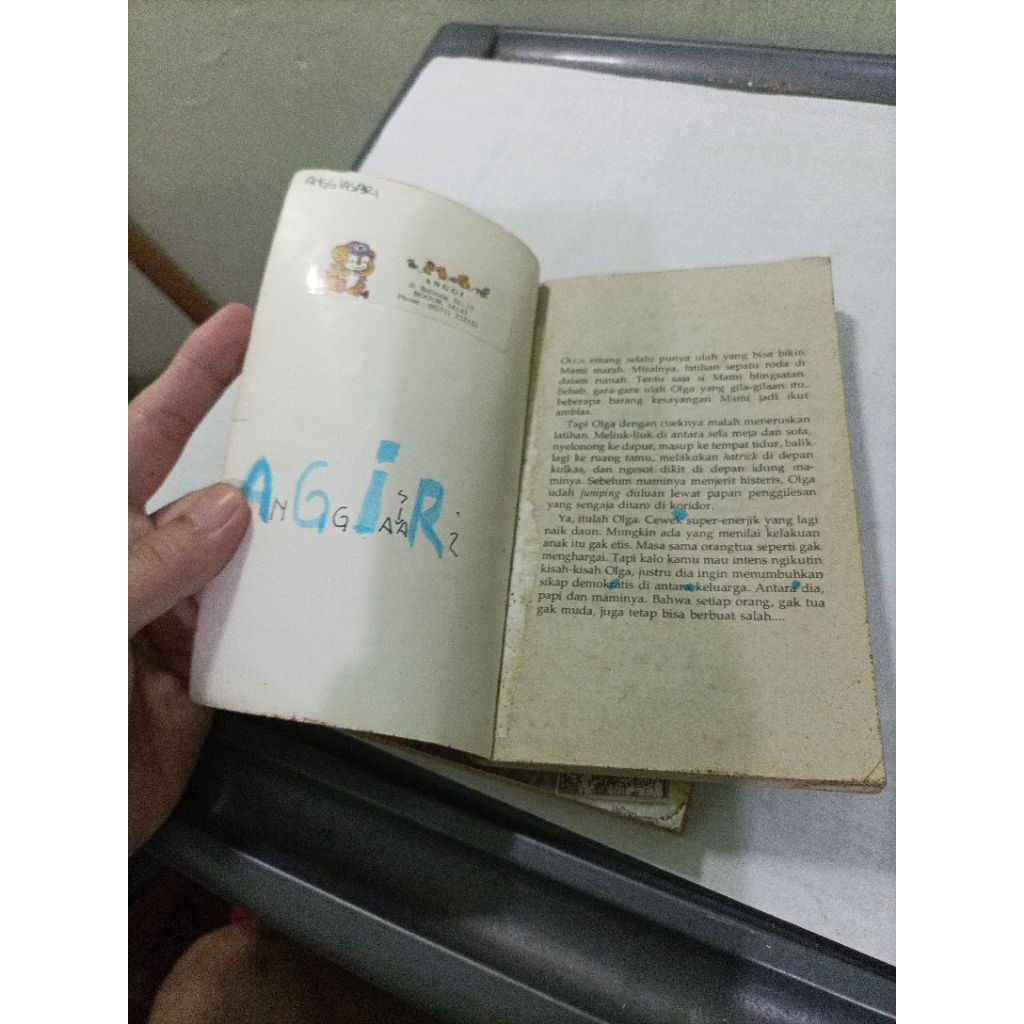 ANGGIASARI
ANGGI
BOGOR
Phone :
ANGGIASARI
OLGA emang selalu punya ulah yang bisa bikin
Mami marah. Misalnya, latihan sepatu roda di
dalam rumah. Tentu saja si Mami blingsatan.
Sebab, gara-gara ulah Olga yang gila-gilaan itu,
beberapa barang kesayangan Mami jadi ikut
amblas.
Tapi Olga dengan cueknya malah meneruskan
latihan. Meliuk-liuk di antara sela meja dan sofa,
nyelonong ke dapur, masup ke tempat tidur, balik
lagi ke ruang tamu, melakukan hatrick di depan
kulkas, dan ngesot dikit di depan idung ma-
minya. Sebelum maminya menjerit histeris, Olga
udah jumping duluan lewat papan penggilesan
yang sengaja ditaro di koridor.
Ya, itulah Olga. Cewek super-enerjik yang lagi
naik daun. Mungkin ada yang menilai kelakuan
anak itu gak etis. Masa sama orangtua seperti gak
menghargai. Tapi kalo kamu mau intens ngikutin
kisah-kisah Olga, justru dia ingin menumbuhkan
sikap demokratis di antara keluarga. Antara dia,
papi dan maminya. Bahwa setiap orang, gak tua
gak muda, juga tetap bisa berbuat salah....